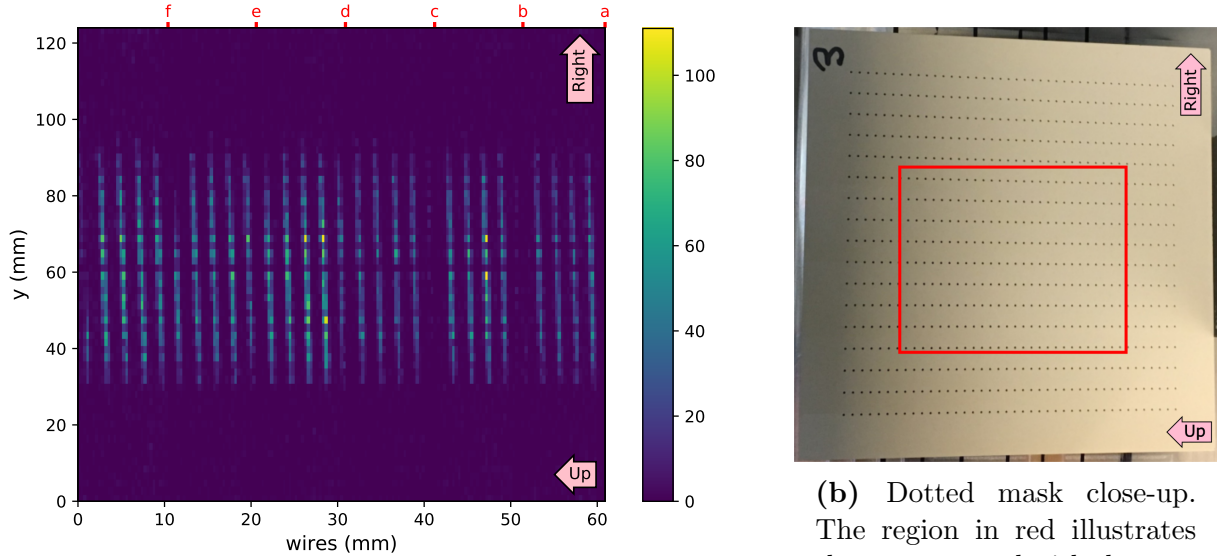 f e d c b a
120
100
80
60
40
20
0
y (mm)
0 10 20 30 40 50 60
wires (mm)
Right
Up
100
80
60
40
20
0
3
Right
Up
(b) Dotted mask close-up.
The region in red illustrates